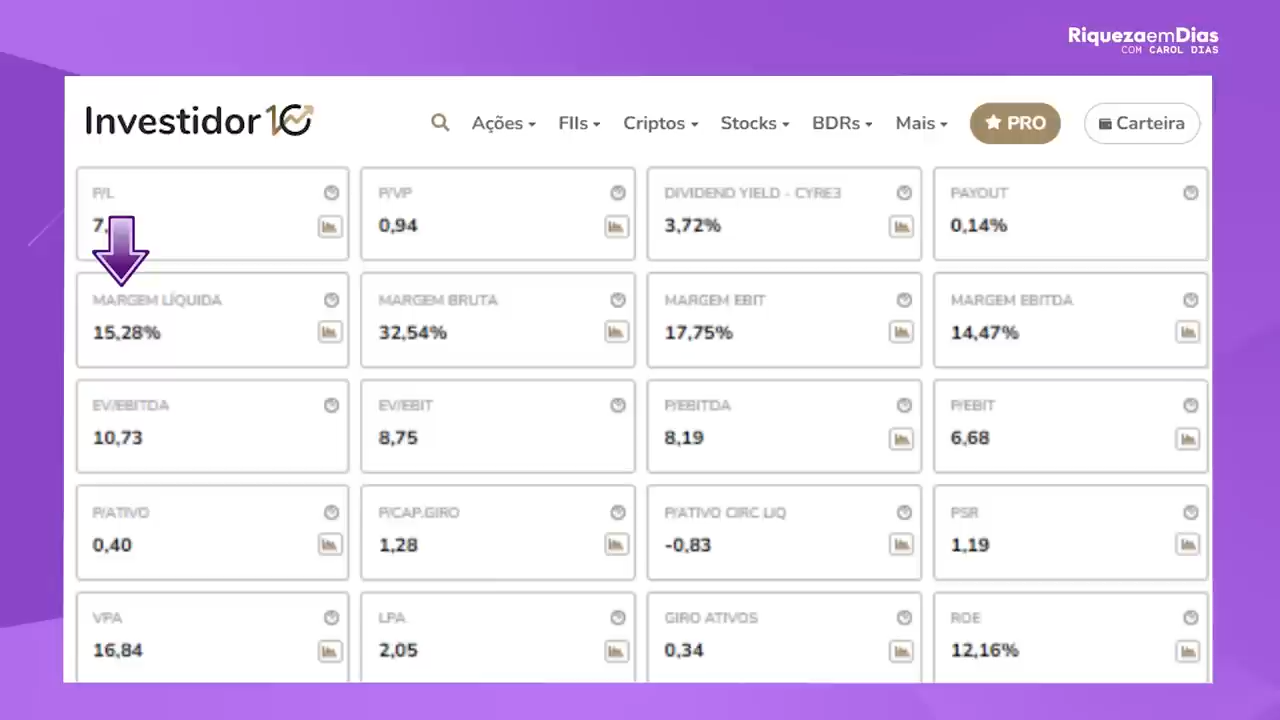 RiquezaemDias
COM CAROL DIAS
Investidor10
Ações FIIs Criptos Stocks BDRs Mais PRO Carteira
P/L P/VP DIVIDEND YIELD - CYRE3 PAYOUT
7, 0,94 3,72% 0,14%
MARGEM LÍQUIDA MARGEM BRUTA MARGEM EBIT MARGEM EBITDA
15,28% 32,54% 17,75% 14,47%
EV/EBITDA EV/EBIT P/EBITDA P/EBIT
10,73 8,75 8,19 6,68
P/ATIVO P/CAP.GIRO P/ATIVO CIRC LIQ PSR
0,40 1,28 -0,83 1,19
VPA LPA GIRO ATIVOS ROE
16,84 2,05 0,34 12,16%